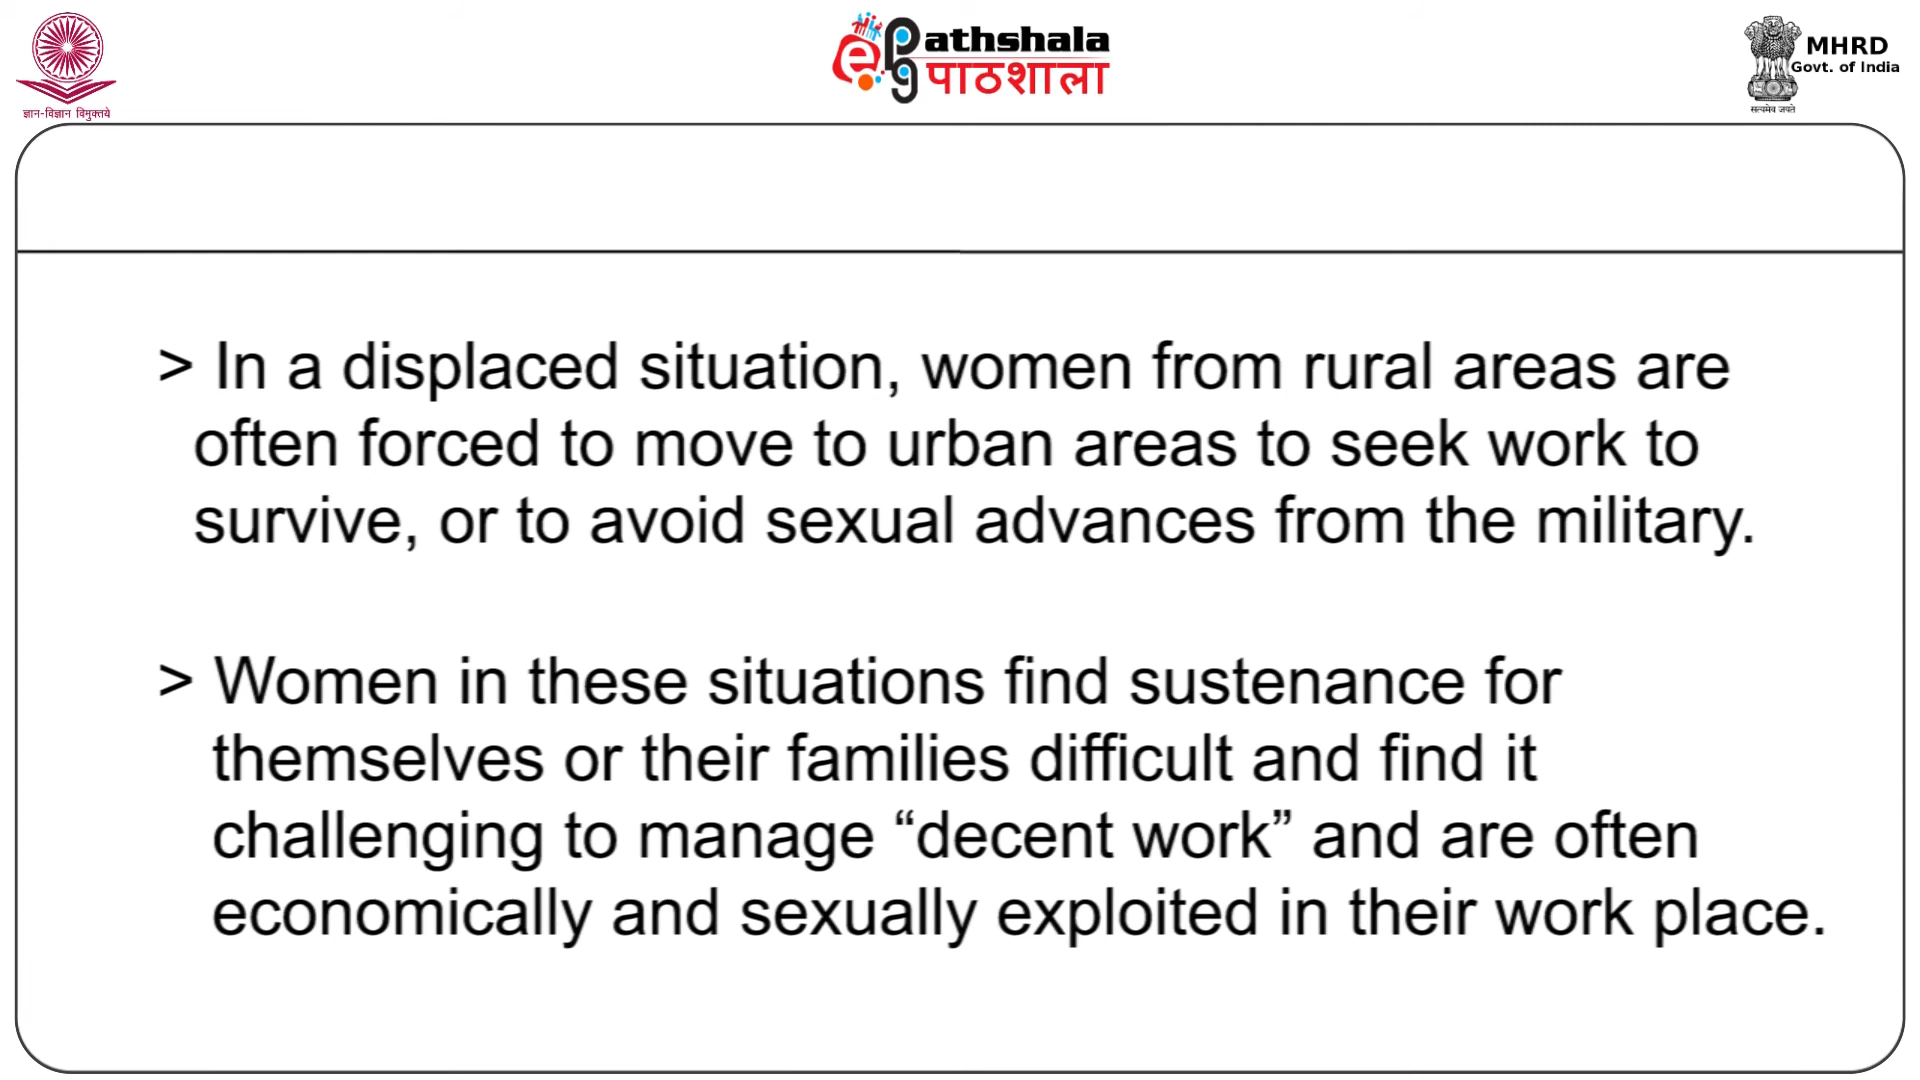 ज्ञान-विज्ञान विमुक्तये
ePG Pathshala
पाठशाला
MHRD
Govt. of India
सत्यमेव जयते
> In a displaced situation, women from rural areas are
often forced to move to urban areas to seek work to
survive, or to avoid sexual advances from the military.
> Women in these situations find sustenance for
themselves or their families difficult and find it
challenging to manage “decent work” and are often
economically and sexually exploited in their work place.